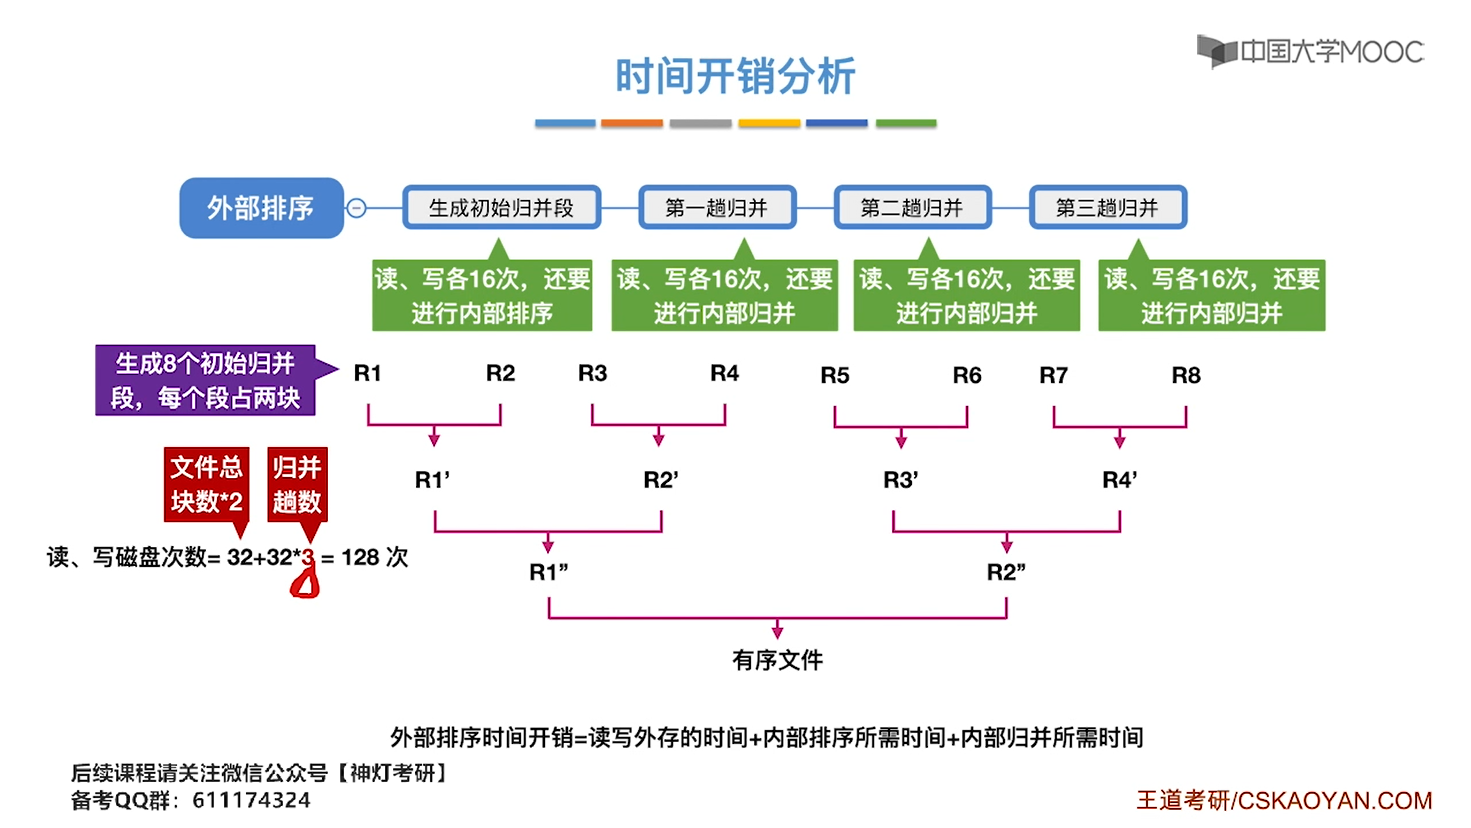 中国大学MOOC
时间开销分析
外部排序
生成初始归并段
第一趟归并
第二趟归并
第三趟归并
读、写各16次，还要
进行内部排序
读、写各16次，还要
进行内部归并
读、写各16次，还要
进行内部归并
读、写各16次，还要
进行内部归并
生成8个初始归并
段，每个段占两块
R1 R2 R3 R4 R5 R6 R7 R8
文件总
块数*2
归并
趟数
R1’ R2’ R3’ R4’
读、写磁盘次数= 32+32*3 = 128 次
R1” R2”
有序文件
外部排序时间开销=读写外存的时间+内部排序所需时间+内部归并所需时间
后续课程请关注微信公众号【神灯考研】
备考QQ群：611174324
王道考研/CSKAOYAN.COM